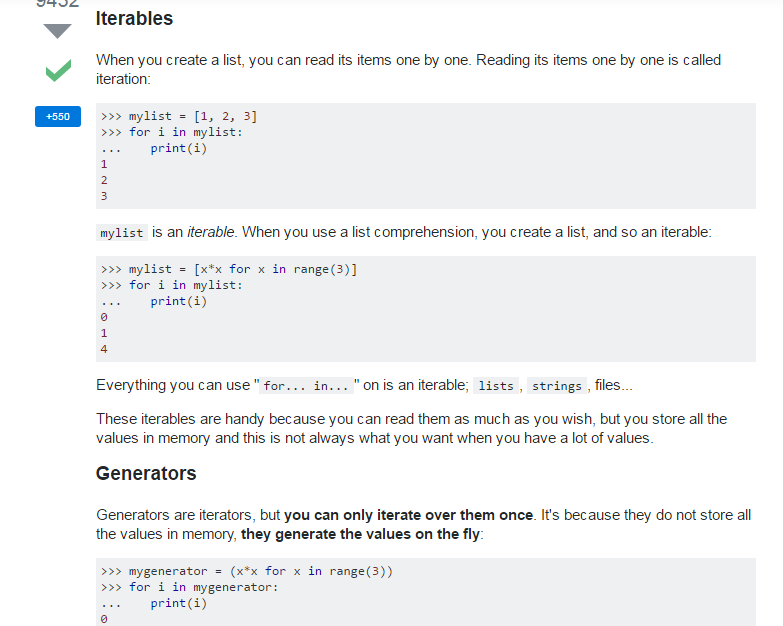 9452
Iterables
When you create a list, you can read its items one by one. Reading its items one by one is called
iteration:
+550
>>> mylist = [1, 2, 3]
>>> for i in mylist:
...    print(i)
1
2
3
mylist is an iterable. When you use a list comprehension, you create a list, and so an iterable:
>>> mylist = [x*x for x in range(3)]
>>> for i in mylist:
...    print(i)
0
1
4
Everything you can use "for... in..." on is an iterable; lists, strings, files...
These iterables are handy because you can read them as much as you wish, but you store all the
values in memory and this is not always what you want when you have a lot of values.
Generators
Generators are iterators, but you can only iterate over them once. It's because they do not store all
the values in memory, they generate the values on the fly:
>>> mygenerator = (x*x for x in range(3))
>>> for i in mygenerator:
...    print(i)
0